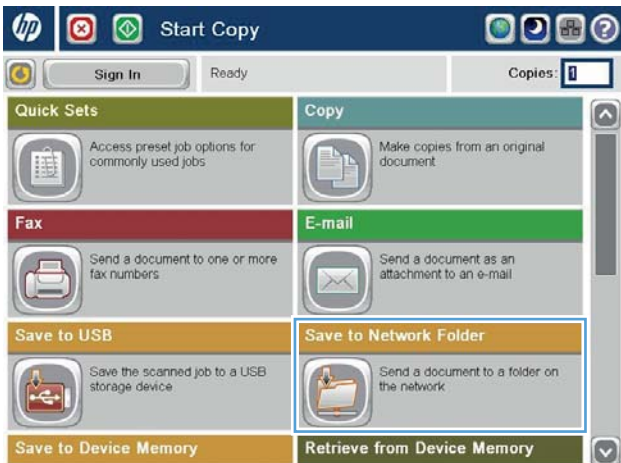 hp
Start Copy
?
Sign In
Ready
Copies: 1
Quick Sets
Access preset job options for
commonly used jobs
Copy
Make copies from an original
document
Fax
Send a document to one or more
fax numbers
E-mail
Send a document as an
attachment to an e-mail
Save to USB
Save the scanned job to a USB
storage device
Save to Network Folder
Send a document to a folder on
the network
Save to Device Memory
Retrieve from Device Memory